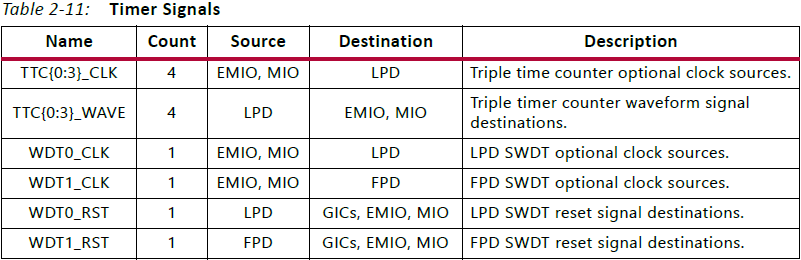 Table 2-11: Timer Signals
Name Count Source Destination Description
TTC{0:3}_CLK 4 EMIO, MIO LPD Triple time counter optional clock sources.
TTC{0:3}_WAVE 4 LPD EMIO, MIO Triple timer counter waveform signal
destinations.
WDT0_CLK 1 EMIO, MIO LPD LPD SWDT optional clock sources.
WDT1_CLK 1 EMIO, MIO FPD FPD SWDT optional clock sources.
WDT0_RST 1 LPD GICs, EMIO, MIO LPD SWDT reset signal destinations.
WDT1_RST 1 FPD GICs, EMIO, MIO FPD SWDT reset signal destinations.